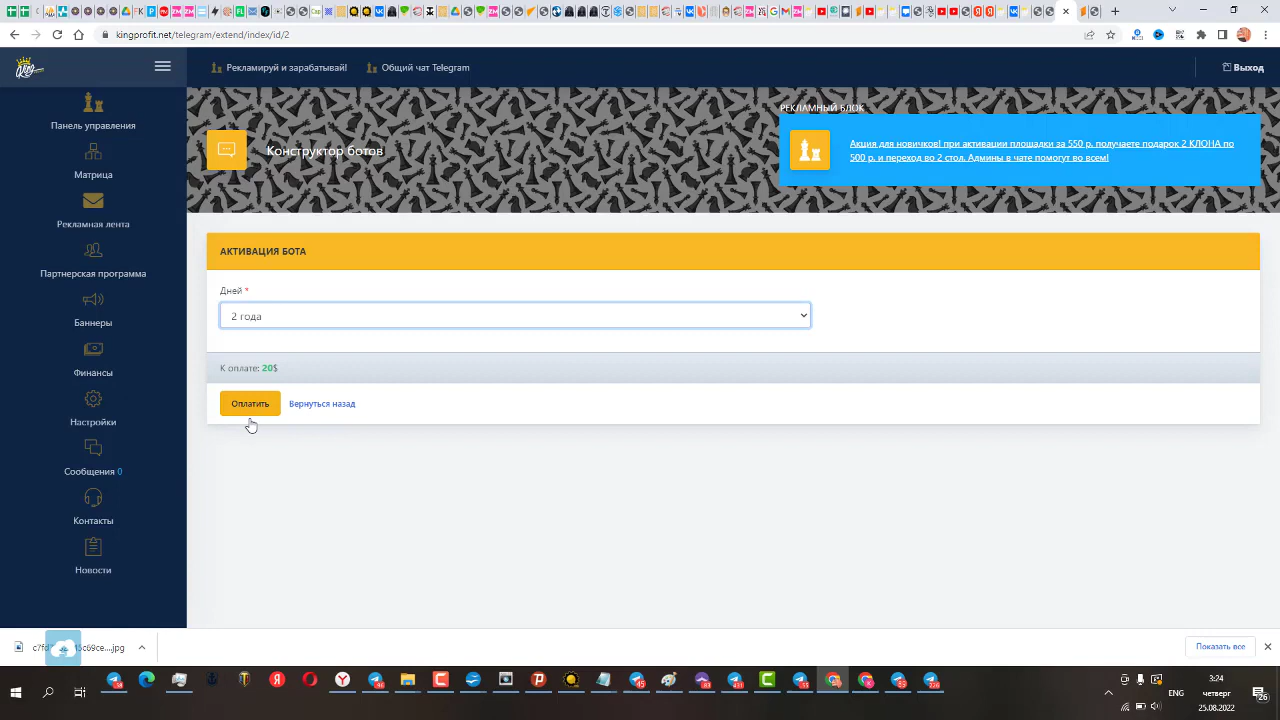 kingprofit.net/telegram/extend/index/id/2
Рекламируй и зарабатывай!
Общий чат Telegram
Выход
Панель управления
Матрица
Рекламная лента
Партнерская программа
Баннеры
Финансы
Настройки
Сообщения 0
Контакты
Новости
Конструктор ботов
РЕКЛАМНЫЙ БЛОК
Акция для новичков! при активации площадки за 550 р. получаете подарок 2 КЛОНА по
500 р. и переход во 2 стол. Админы в чате помогут во всем!
АКТИВАЦИЯ БОТА
Дней *
2 года
К оплате: 20$
Оплатить
Вернуться назад
Показать все
ENG
3:24
четверг
25.08.2022